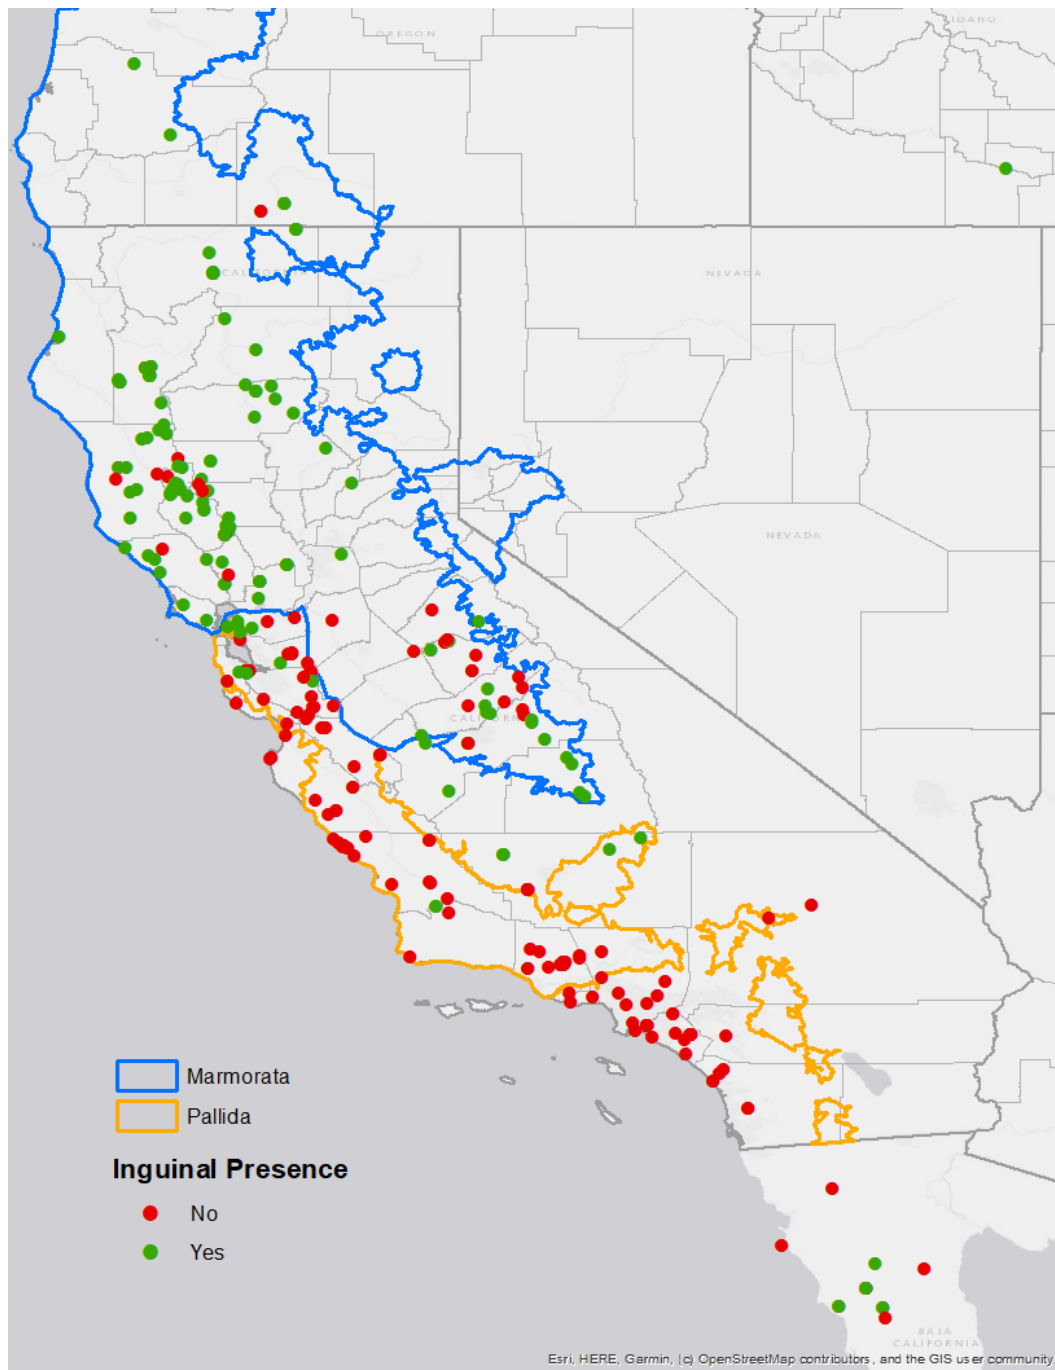 OREGON
IDAHO
CALIFORNIA
NEVADA
NEVADA
CALIFORNIA
Marmorata
Pallida
Inguinal Presence
No
Yes
BAJA
CALIFORNIA
Esri, HERE, Garmin, (c) OpenStreetMap contributors, and the GIS user community